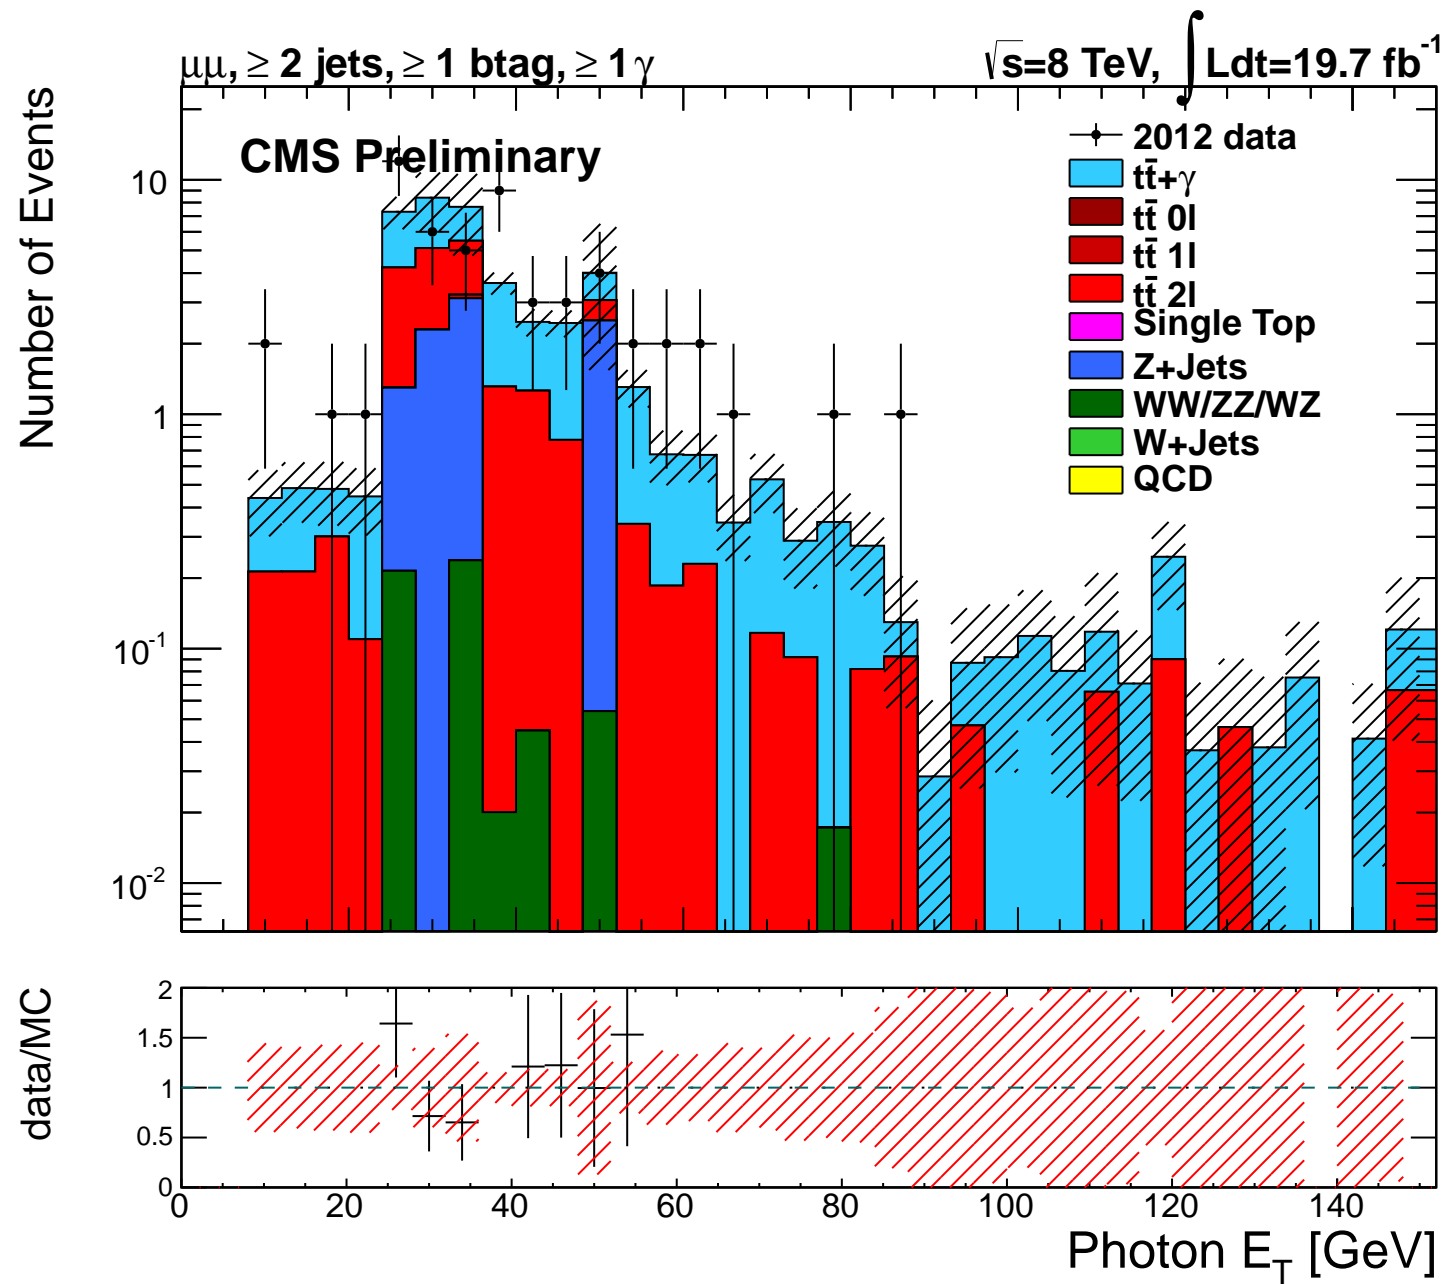 μμ, ≥ 2 jets, ≥ 1 btag, ≥ 1 γ
√s=8 TeV, ∫Ldt=19.7 fb⁻¹
CMS Preliminary
2012 data
tt̄+γ
tt̄ 0l
tt̄ 1l
tt̄ 2l
Single Top
Z+Jets
WW/ZZ/WZ
W+Jets
QCD
Number of Events
10
1
10⁻¹
10⁻²
data/MC
2
1.5
1
0.5
0
0 20 40 60 80 100 120 140
Photon E_T [GeV]